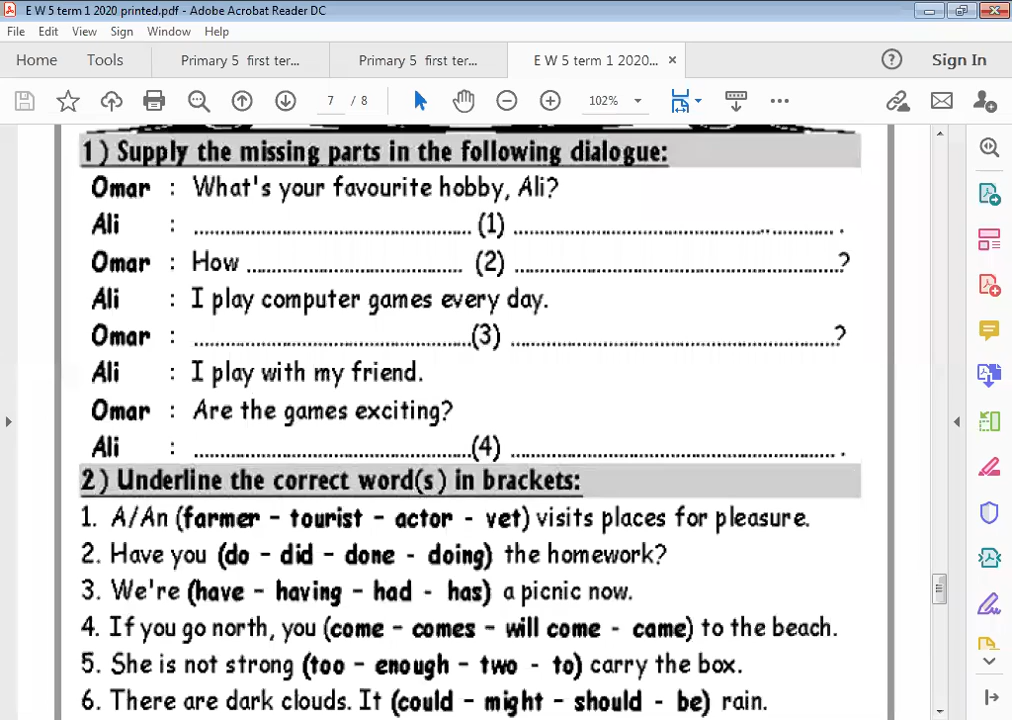 E W 5 term 1 2020 printed.pdf - Adobe Acrobat Reader DC
File Edit View Sign Window Help
Home Tools Primary 5 first ter... Primary 5 first ter... E W 5 term 1 2020... × ? Sign In
7 / 8 102%
1 ) Supply the missing parts in the following dialogue:
Omar : What's your favourite hobby, Ali?
Ali : .............................................. (1) ..................................................... .
Omar : How ..................................... (2) ......................................................?
Ali : I play computer games every day.
Omar : ..............................................(3) ......................................................?
Ali : I play with my friend.
Omar : Are the games exciting?
Ali : ..............................................(4) ..................................................... .
2 ) Underline the correct word(s) in brackets:
1. A/An (farmer - tourist - actor - vet) visits places for pleasure.
2. Have you (do - did - done - doing) the homework?
3. We're (have - having - had - has) a picnic now.
4. If you go north, you (come - comes - will come - came) to the beach.
5. She is not strong (too - enough - two - to) carry the box.
6. There are dark clouds. It (could - might - should - be) rain.